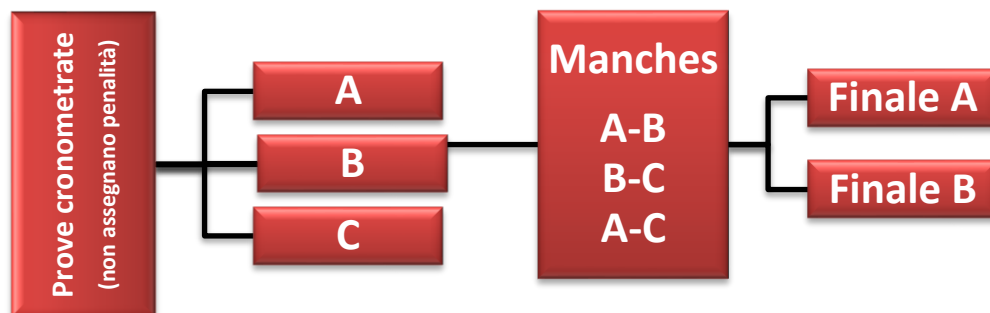 Prove cronometrate
(non assegnano penalità)
A
B
C
Manches
A-B
B-C
A-C
Finale A
Finale B